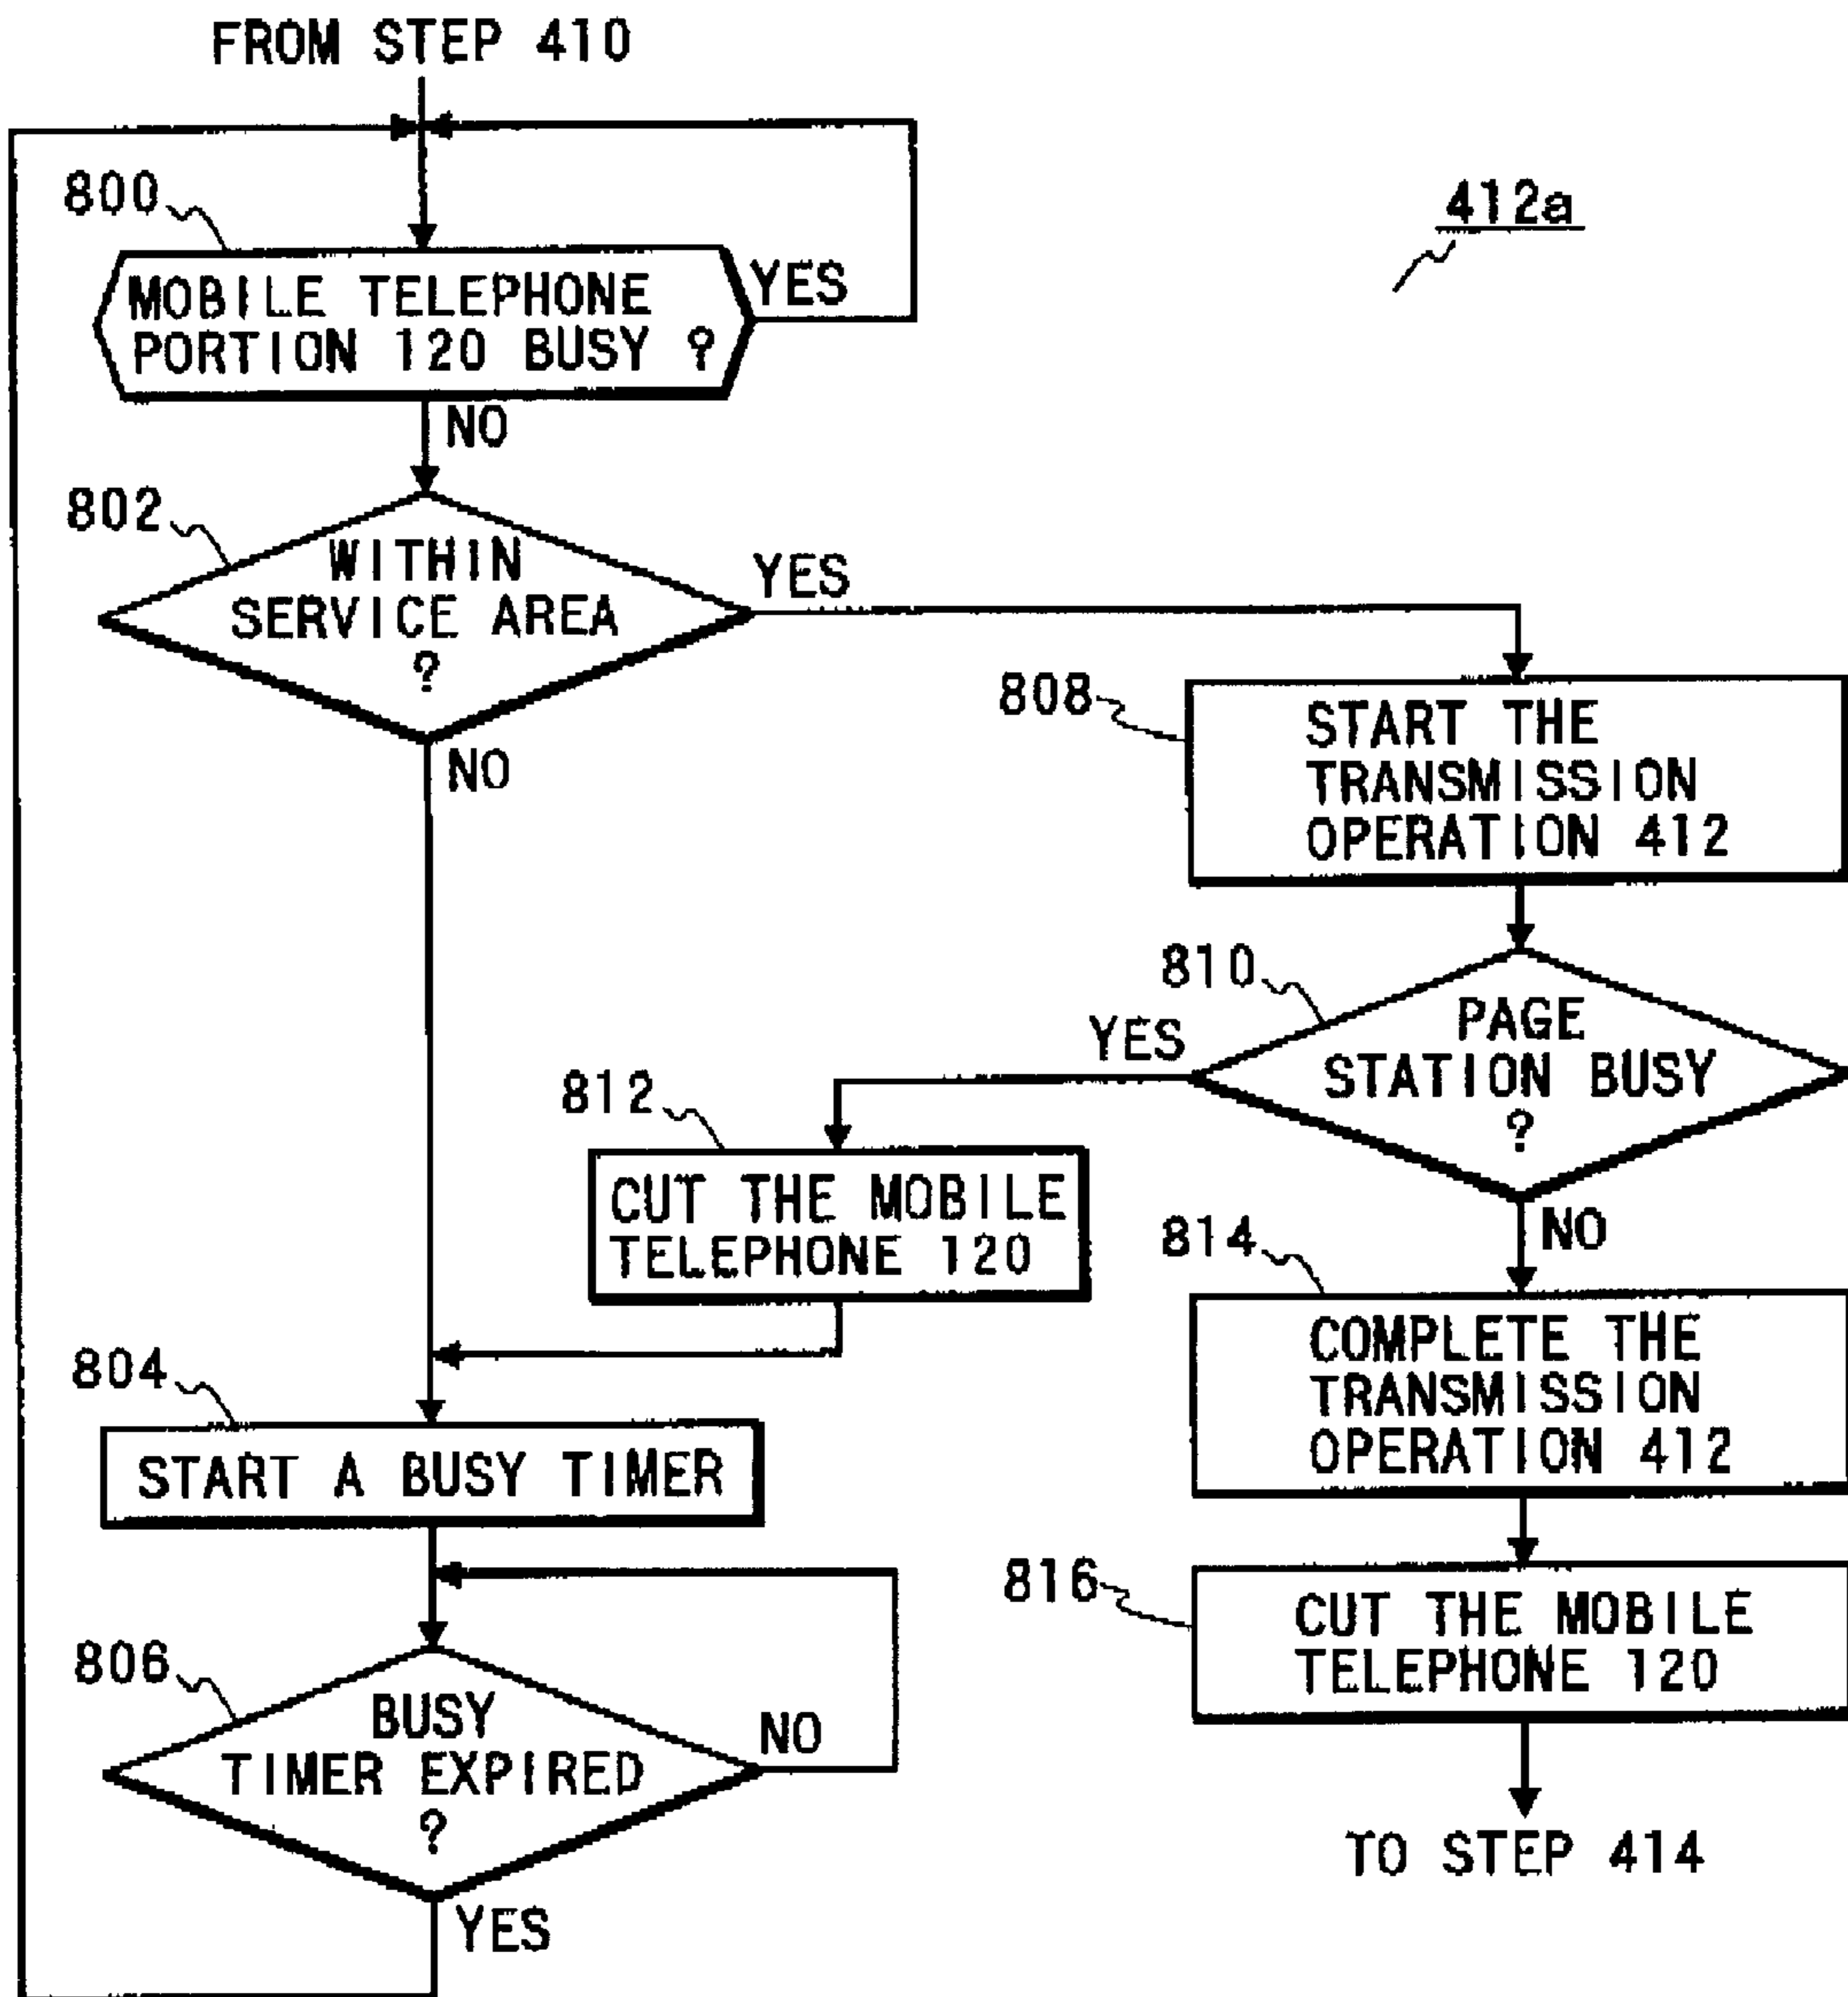 FROM STEP 410
412a
800
MOBILE TELEPHONE
PORTION 120 BUSY ?
YES
NO
802
WITHIN
SERVICE AREA
?
YES
NO
808
START THE
TRANSMISSION
OPERATION 412
810
PAGE
STATION BUSY
?
YES
NO
812
CUT THE MOBILE
TELEPHONE 120
814
COMPLETE THE
TRANSMISSION
OPERATION 412
804
START A BUSY TIMER
816
CUT THE MOBILE
TELEPHONE 120
806
BUSY
TIMER EXPIRED
?
NO
YES
TO STEP 414